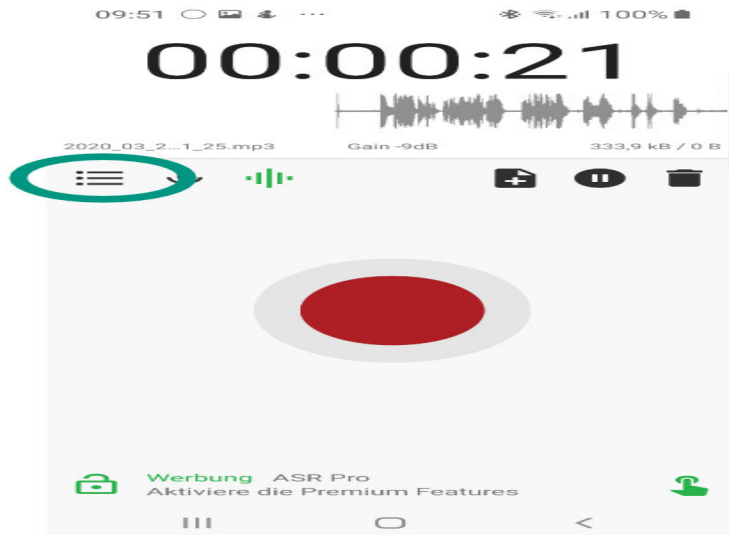 09:51 ... 100%
00:00:21
2020_03_2...1_25.mp3 Gain -9dB 333,9 kB / 0 B
Werbung ASR Pro
Aktiviere die Premium Features